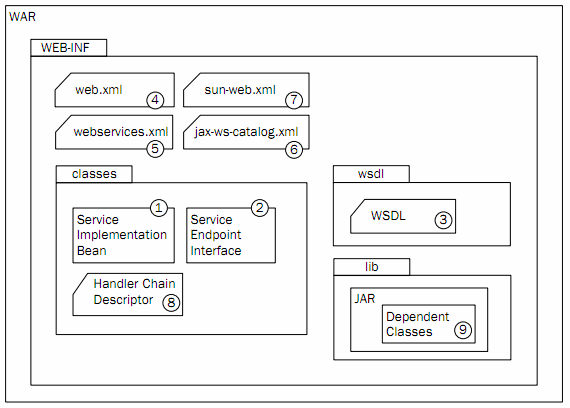 WAR
WEB-INF
web.xml
4
sun-web.xml
7
webservices.xml
5
jax-ws-catalog.xml
6
classes
1
Service
Implementation
Bean
2
Service
Endpoint
Interface
Handler Chain
Descriptor
8
wsdl
WSDL
3
lib
JAR
Dependent
Classes
9